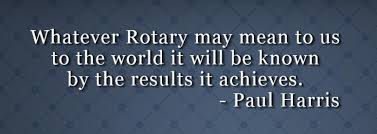 Whatever Rotary may mean to us
to the world it will be known
by the results it achieves.
- Paul Harris